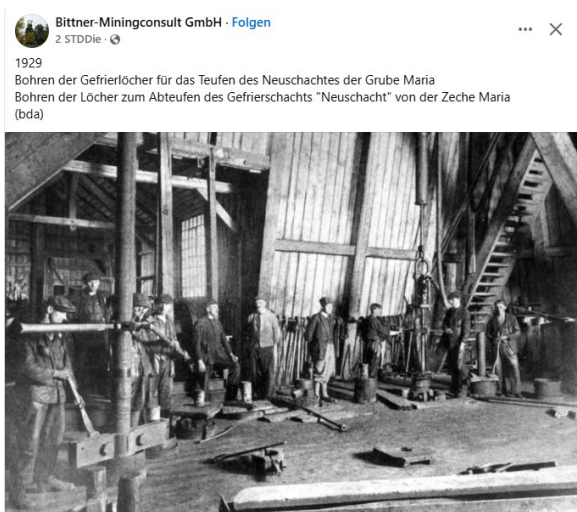 Bittner-Miningconsult GmbH · Folgen
2 STDDie ·
1929
Bohren der Gefrierlöcher für das Teufen des Neuschachtes der Grube Maria
Bohren der Löcher zum Abteufen des Gefrierschachts "Neuschacht" von der Zeche Maria
(bda)